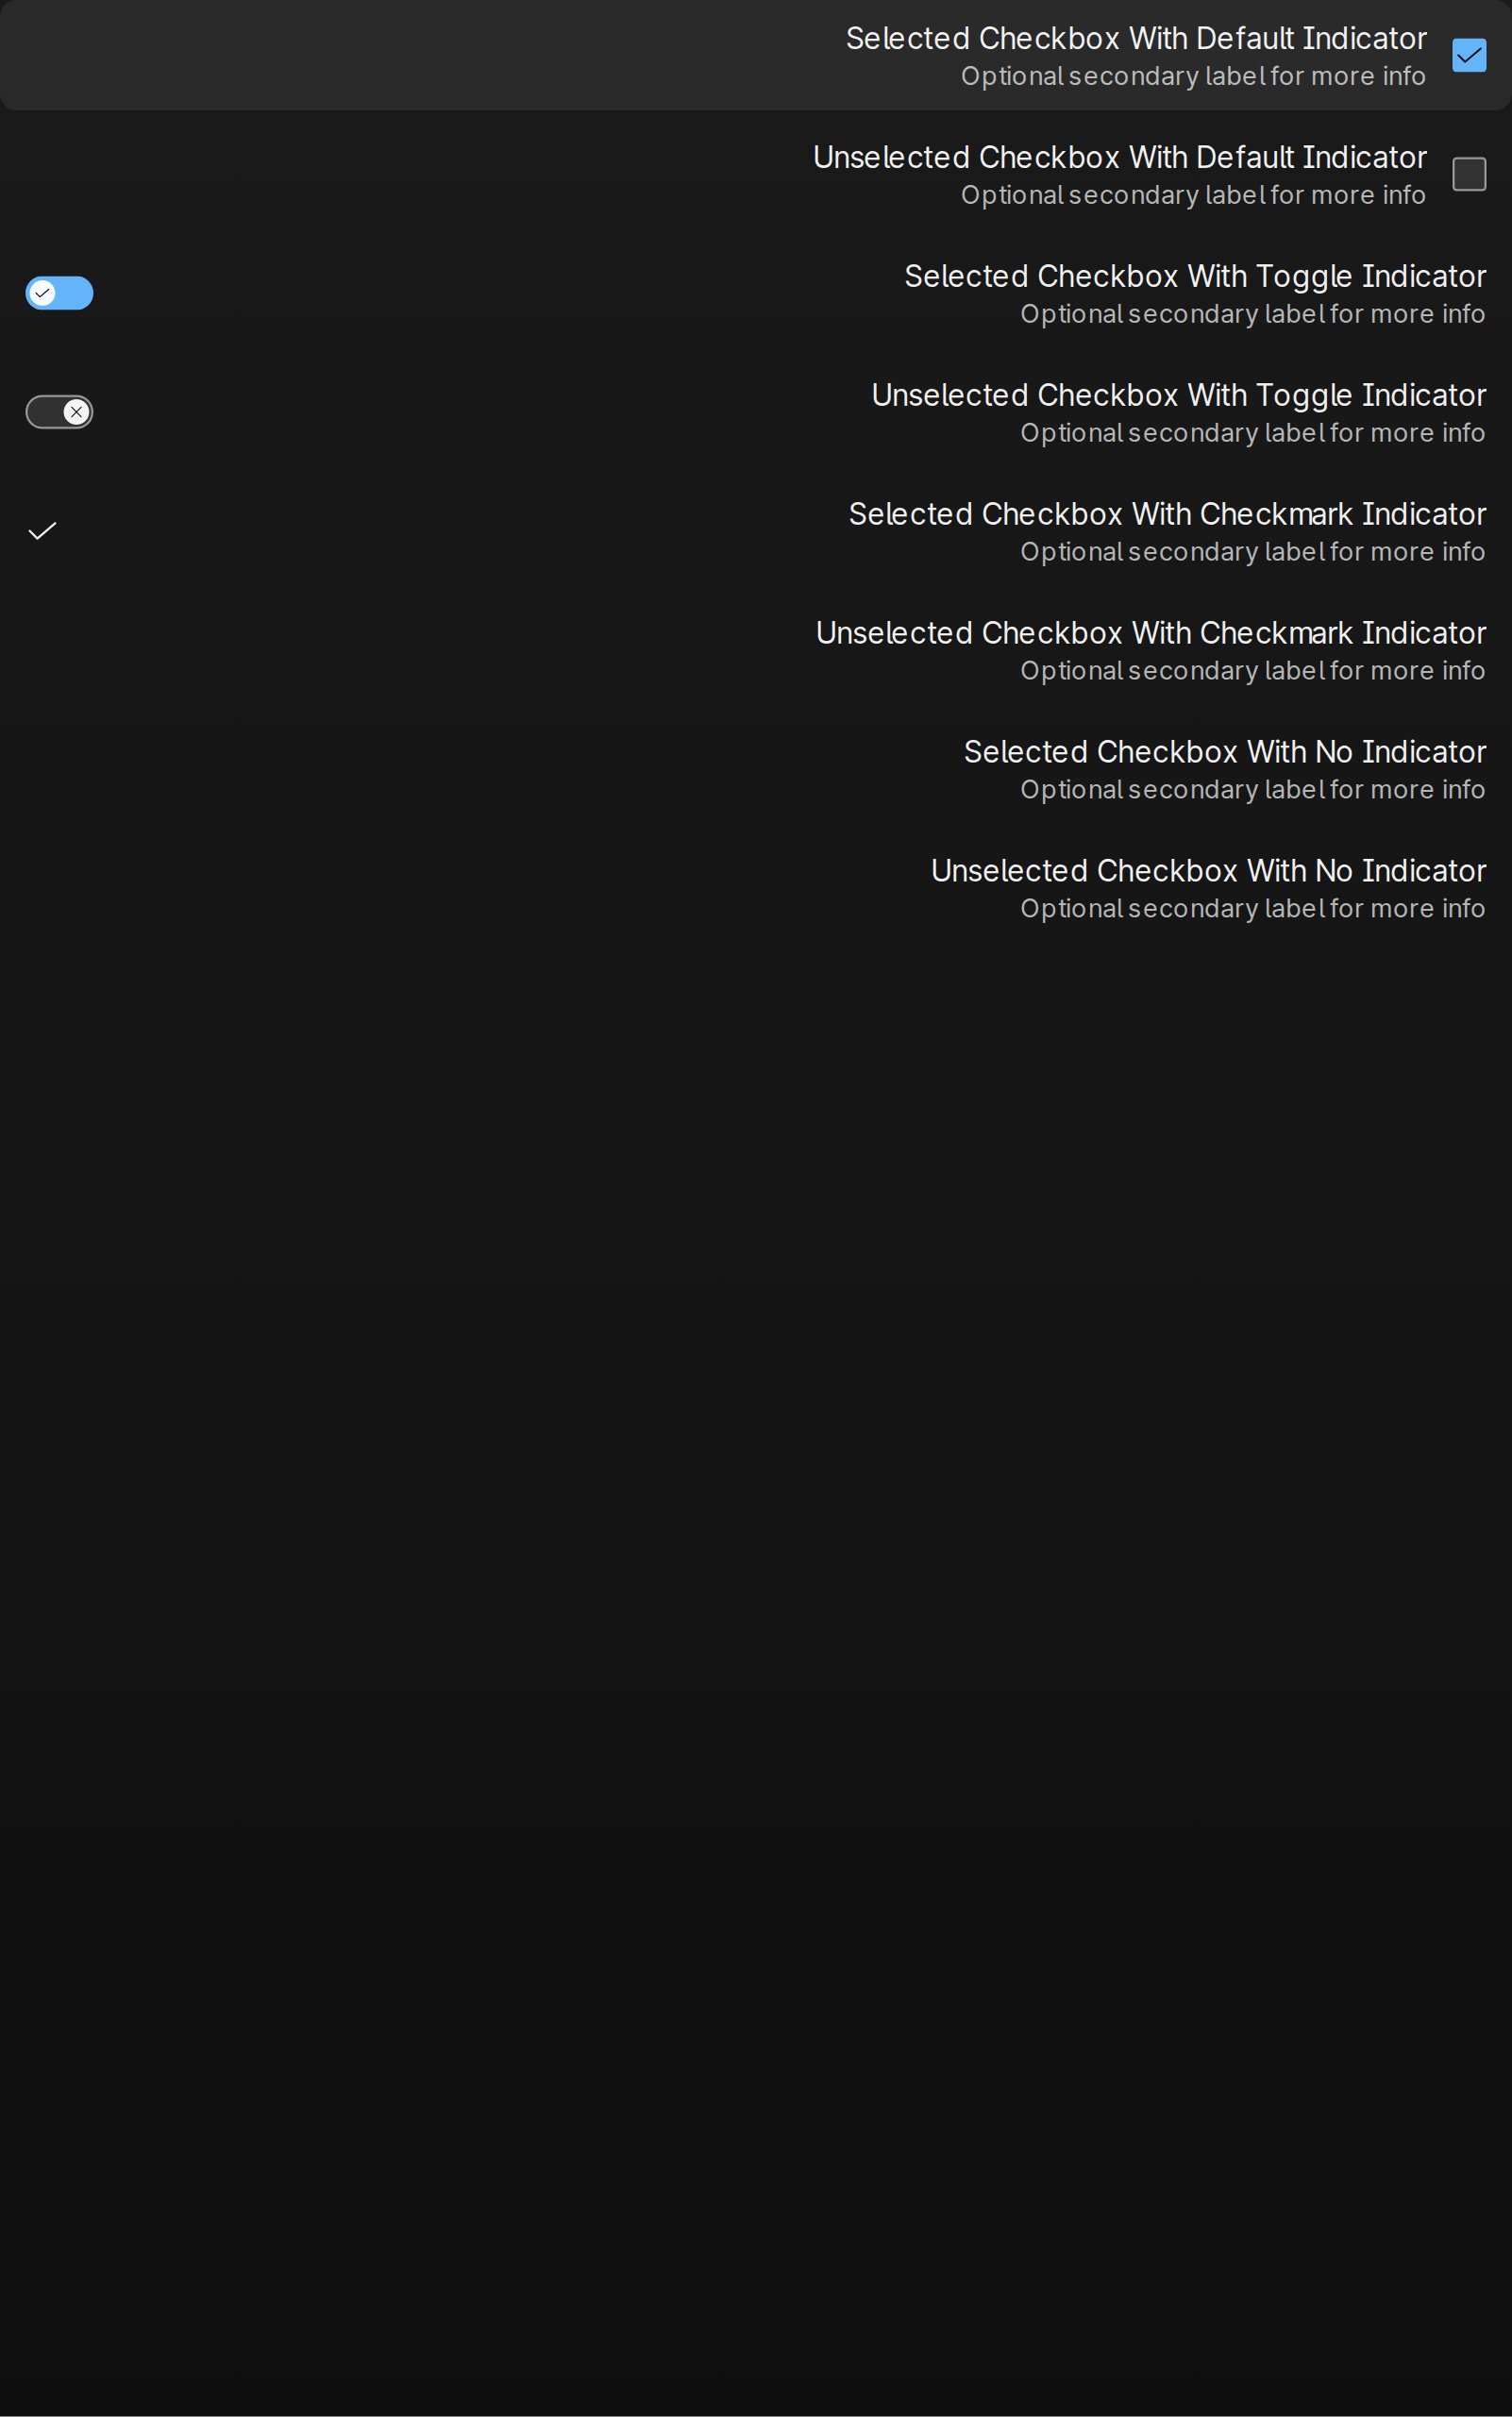 Selected Checkbox With Default Indicator
Optional secondary label for more info
Unselected Checkbox With Default Indicator
Optional secondary label for more info
Selected Checkbox With Toggle Indicator
Optional secondary label for more info
Unselected Checkbox With Toggle Indicator
Optional secondary label for more info
Selected Checkbox With Checkmark Indicator
Optional secondary label for more info
Unselected Checkbox With Checkmark Indicator
Optional secondary label for more info
Selected Checkbox With No Indicator
Optional secondary label for more info
Unselected Checkbox With No Indicator
Optional secondary label for more info